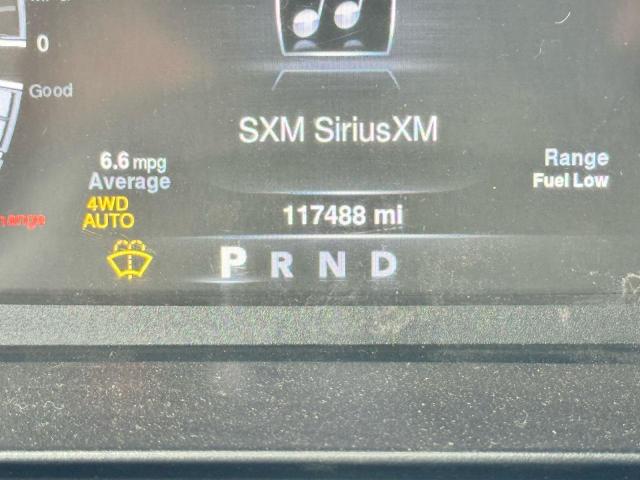 0
Good
SXM SiriusXM
6.6 mpg
Average
Range
Fuel Low
4WD
AUTO
117488 mi
P R N D